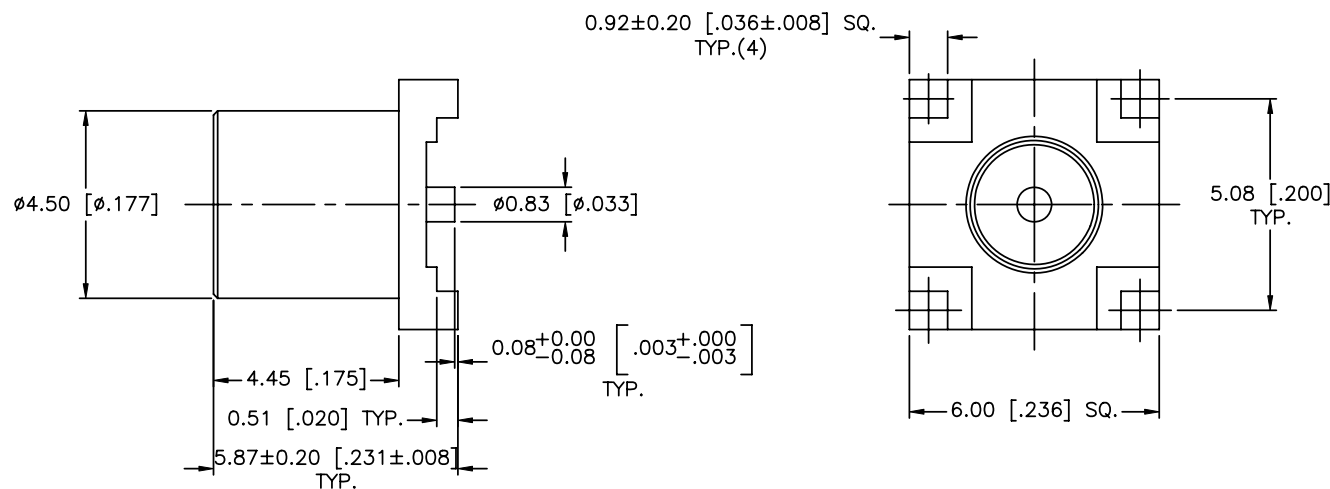 0.92±0.20 [.036±.008] SQ.
TYP.(4)
ø4.50 [ø.177]
ø0.83 [ø.033]
5.08 [.200]
TYP.
0.08+0.00 -0.08 [.003+.000 -.003]
TYP.
4.45 [.175]
0.51 [.020] TYP.
6.00 [.236] SQ.
5.87±0.20 [.231±.008]
TYP.